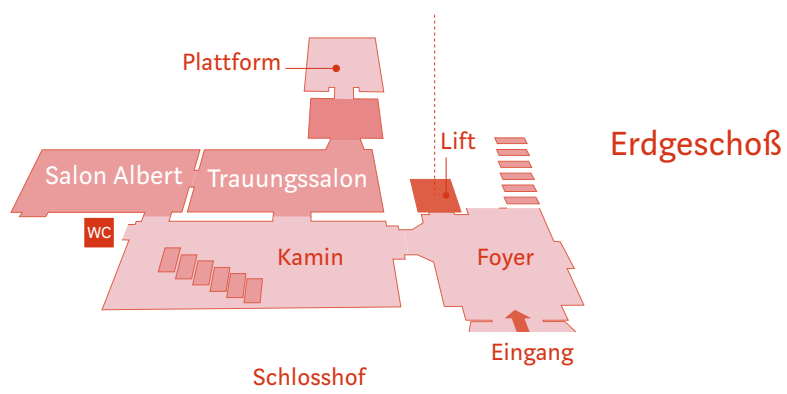 Plattform
Lift
Erdgeschoß
Salon Albert
Trauungssalon
WC
Kamin
Foyer
Eingang
Schlosshof